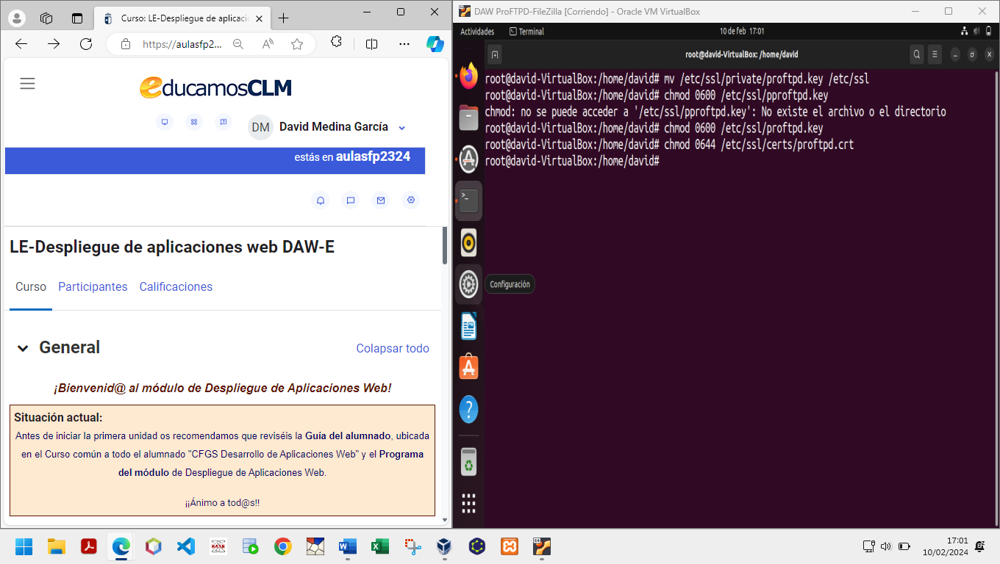 Curso: LE-Despliegue de aplicacio
https://aulasfp2...
educamosCLM
DM
David Medina García
estás en aulasfp2324
LE-Despliegue de aplicaciones web DAW-E
Curso
Participantes
Calificaciones
General
Colapsar todo
¡Bienvenid@ al módulo de Despliegue de Aplicaciones Web!
Situación actual:
Antes de iniciar la primera unidad os recomendamos que reviséis la Guía del alumnado, ubicada
en el Curso común a todo el alumnado "CFGS Desarrollo de Aplicaciones Web" y el Programa
del módulo de Despliegue de Aplicaciones Web.
¡¡Ánimo a tod@s!!
DAW ProFTPD-FileZilla [Corriendo] - Oracle VM VirtualBox
Actividades
Terminal
10 de feb 17:01
root@david-VirtualBox: /home/david
root@david-VirtualBox:/home/david# mv /etc/ssl/private/proftpd.key /etc/ssl
root@david-VirtualBox:/home/david# chmod 0600 /etc/ssl/pproftpd.key
chmod: no se puede acceder a '/etc/ssl/pproftpd.key': No existe el archivo o el directorio
root@david-VirtualBox:/home/david# chmod 0600 /etc/ssl/proftpd.key
root@david-VirtualBox:/home/david# chmod 0644 /etc/ssl/certs/proftpd.crt
root@david-VirtualBox:/home/david#
Configuración
17:01
10/02/2024